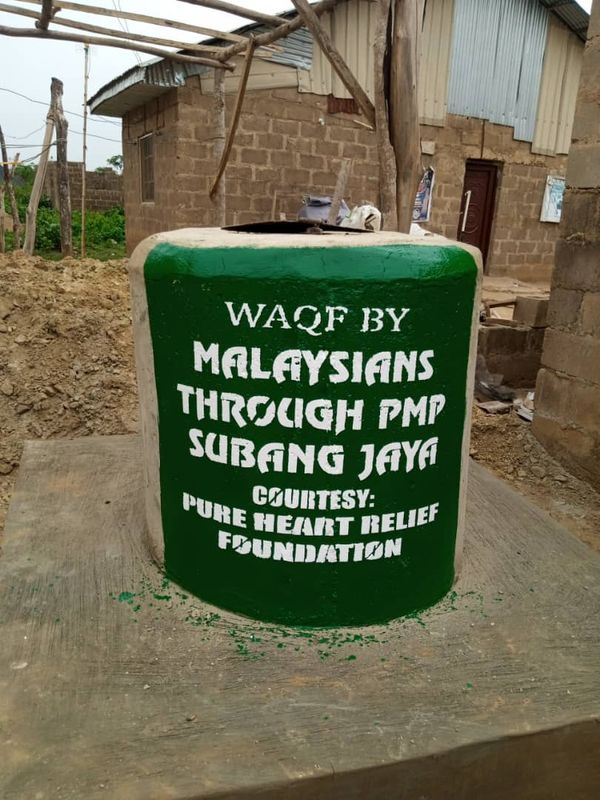 WAQF BY
MALAYSIANS
THROUGH PMP
SUBANG JAYA
COURTESY:
PURE HEART RELIEF
FOUNDATION